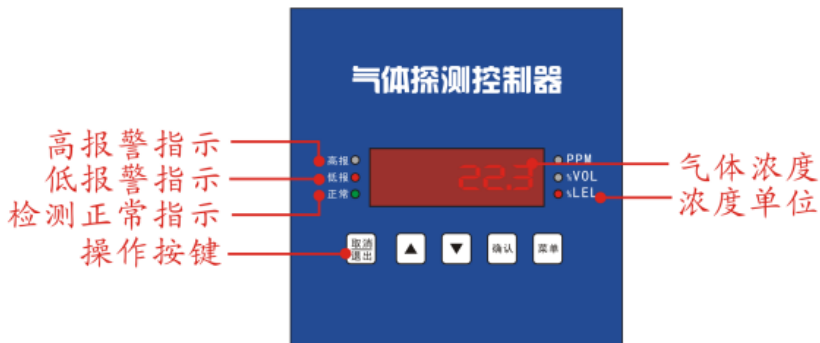 气体探测控制器
高报警指示
低报警指示
检测正常指示
操作按键
高报
低报
正常
22.3
PPM
%VOL
%LEL
气体浓度
浓度单位
取消
退出
▲
▼
确认
菜单